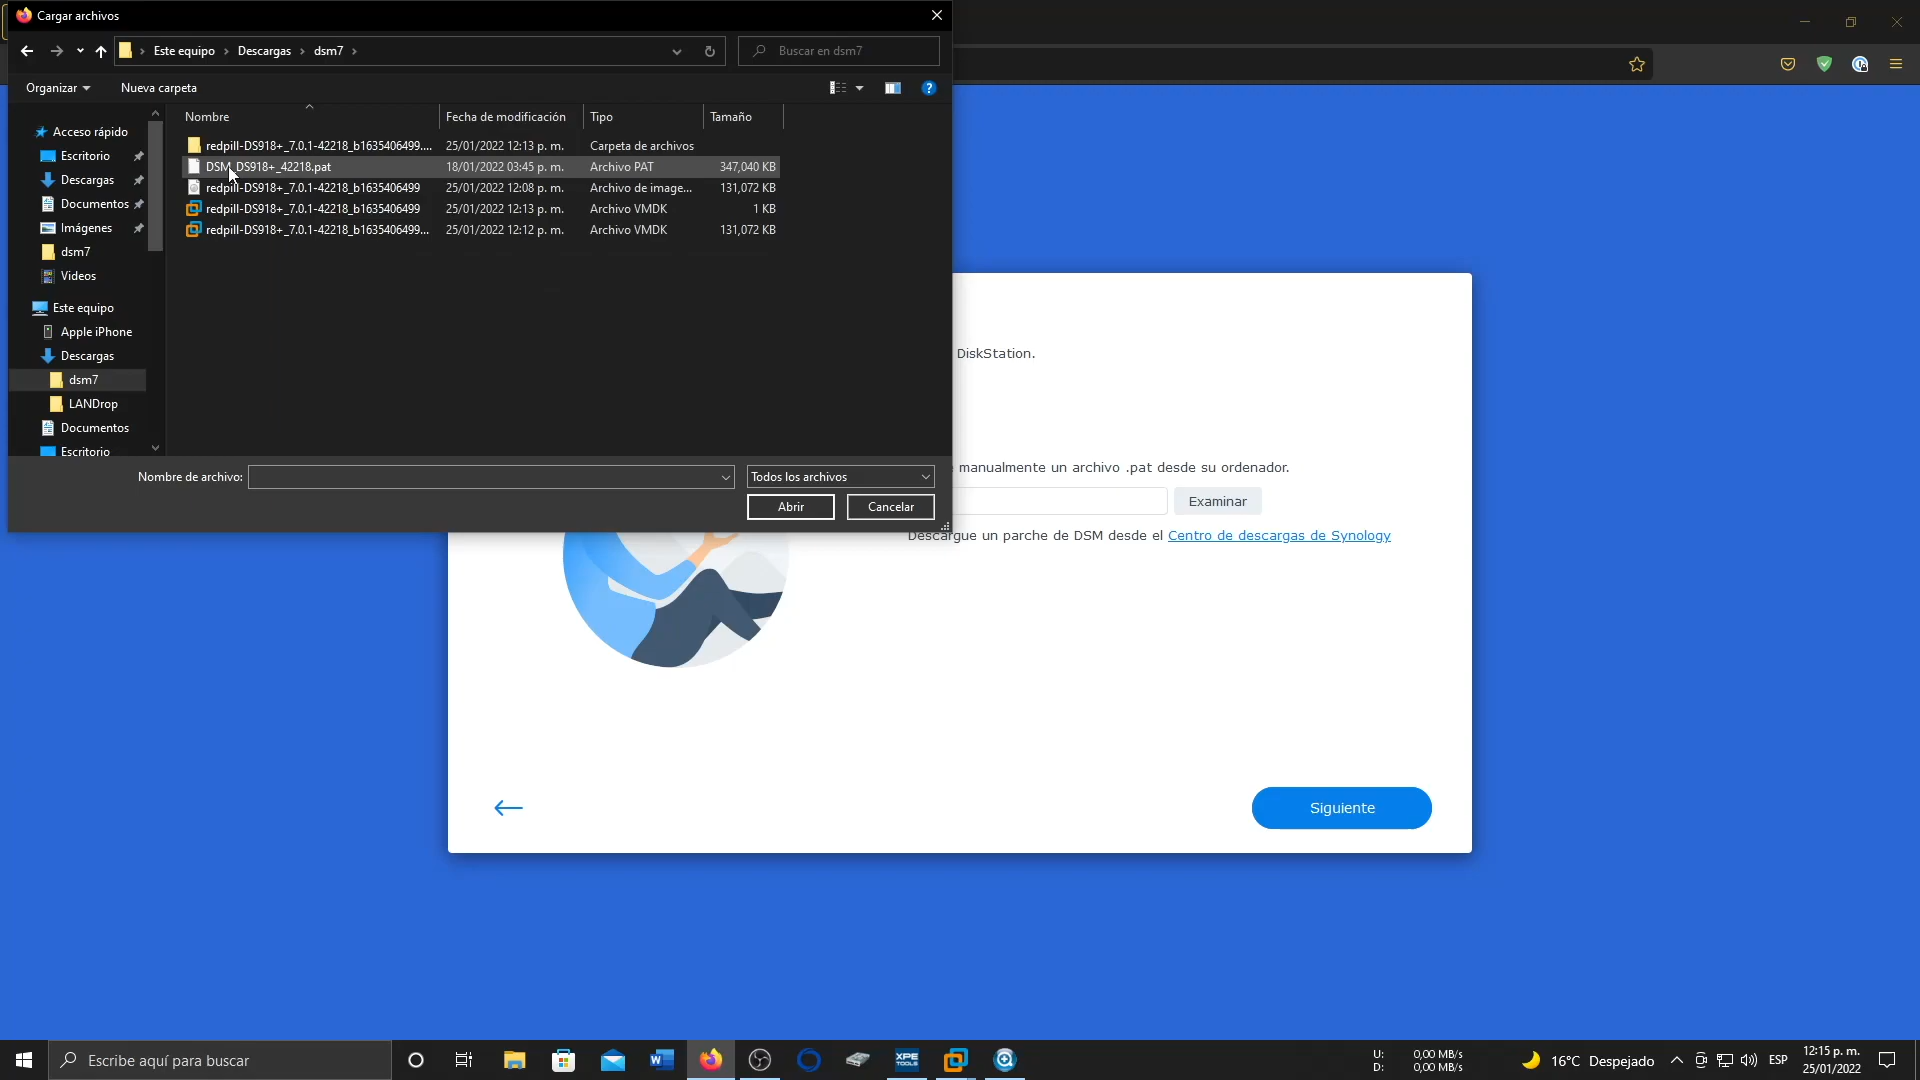 Cargar archivos
Este equipo
Descargas
dsm7
Buscar en dsm7
Organizar
Nueva carpeta
Nombre
Fecha de modificación
Tipo
Tamaño
redpill-DS918+_7.0.1-42218_b1635406499....
25/01/2022 12:13 p. m.
Carpeta de archivos
DSM_DS918+_42218.pat
18/01/2022 03:45 p. m.
Archivo PAT
347,040 KB
redpill-DS918+_7.0.1-42218_b1635406499
25/01/2022 12:08 p. m.
Archivo de image...
131,072 KB
redpill-DS918+_7.0.1-42218_b1635406499
25/01/2022 12:13 p. m.
Archivo VMDK
1 KB
redpill-DS918+_7.0.1-42218_b1635406499...
25/01/2022 12:12 p. m.
Archivo VMDK
131,072 KB
Acceso rápido
Escritorio
Descargas
Documentos
Imágenes
dsm7
Videos
Este equipo
Apple iPhone
Descargas
dsm7
LANDrop
Documentos
Escritorio
Nombre de archivo:
Todos los archivos
Abrir
Cancelar
DiskStation.
manualmente un archivo .pat desde su ordenador.
Examinar
Descargue un parche de DSM desde el Centro de descargas de Synology
Siguiente
Escribe aquí para buscar
XPE
TOOLS
U: 0,00 MB/s
D: 0,00 MB/s
16°C Despejado
ESP
12:15 p. m.
25/01/2022